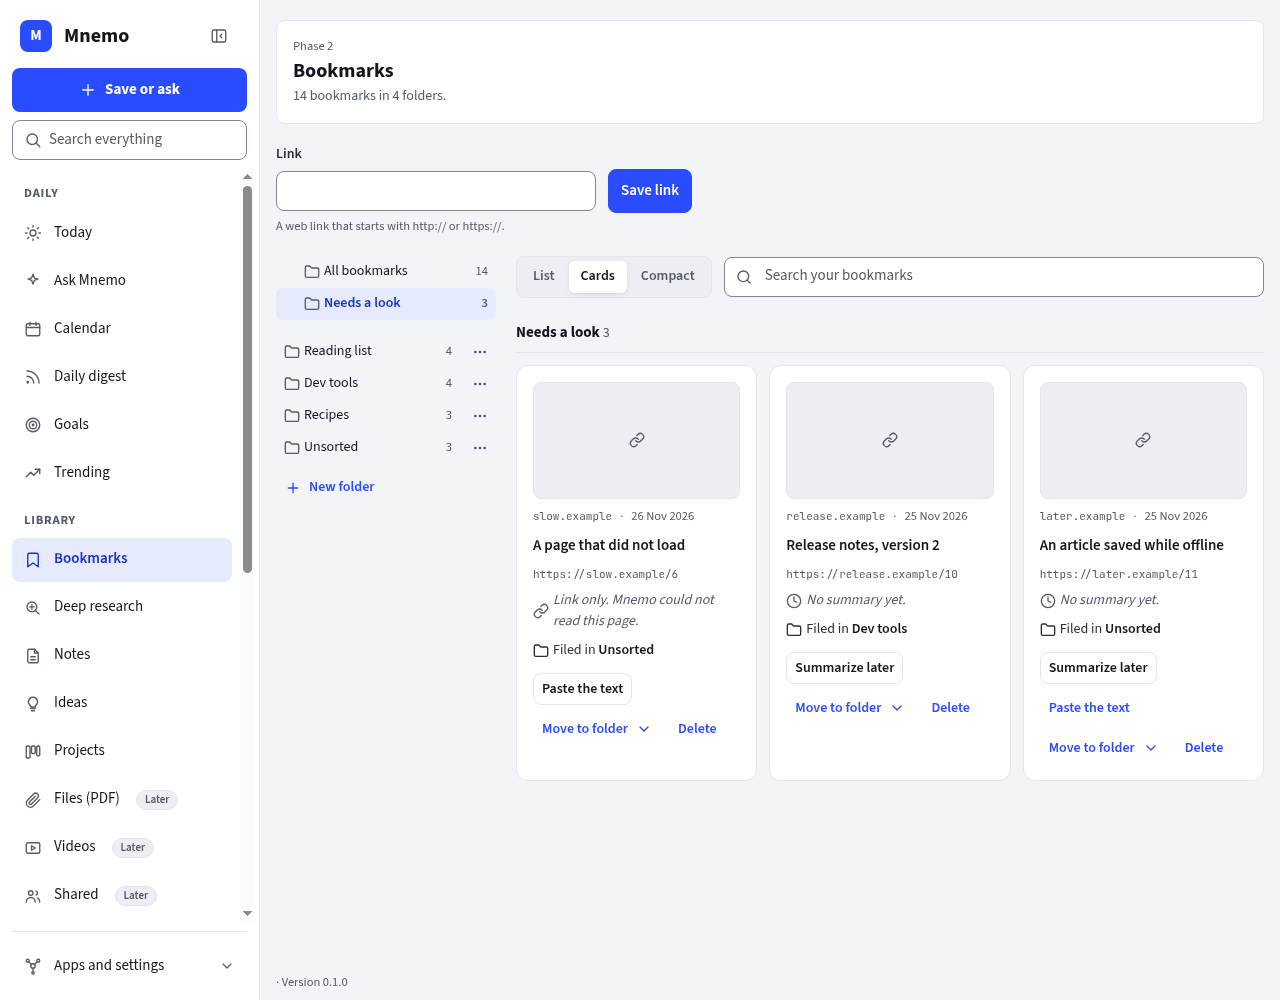 M Mnemo
Save or ask
Search everything
DAILY
Today
Ask Mnemo
Calendar
Daily digest
Goals
Trending
LIBRARY
Bookmarks
Deep research
Notes
Ideas
Projects
Files (PDF) Later
Videos Later
Shared Later
Apps and settings
Phase 2
Bookmarks
14 bookmarks in 4 folders.
Link
Save link
A web link that starts with http:// or https://.
All bookmarks 14
Needs a look 3
Reading list 4
Dev tools 4
Recipes 3
Unsorted 3
New folder
List Cards Compact
Search your bookmarks
Needs a look 3
slow.example · 26 Nov 2026
A page that did not load
https://slow.example/6
Link only. Mnemo could not
read this page.
Filed in Unsorted
Paste the text
Move to folder Delete
release.example · 25 Nov 2026
Release notes, version 2
https://release.example/10
No summary yet.
Filed in Dev tools
Summarize later
Move to folder Delete
later.example · 25 Nov 2026
An article saved while offline
https://later.example/11
No summary yet.
Filed in Unsorted
Summarize later
Paste the text
Move to folder Delete
· Version 0.1.0